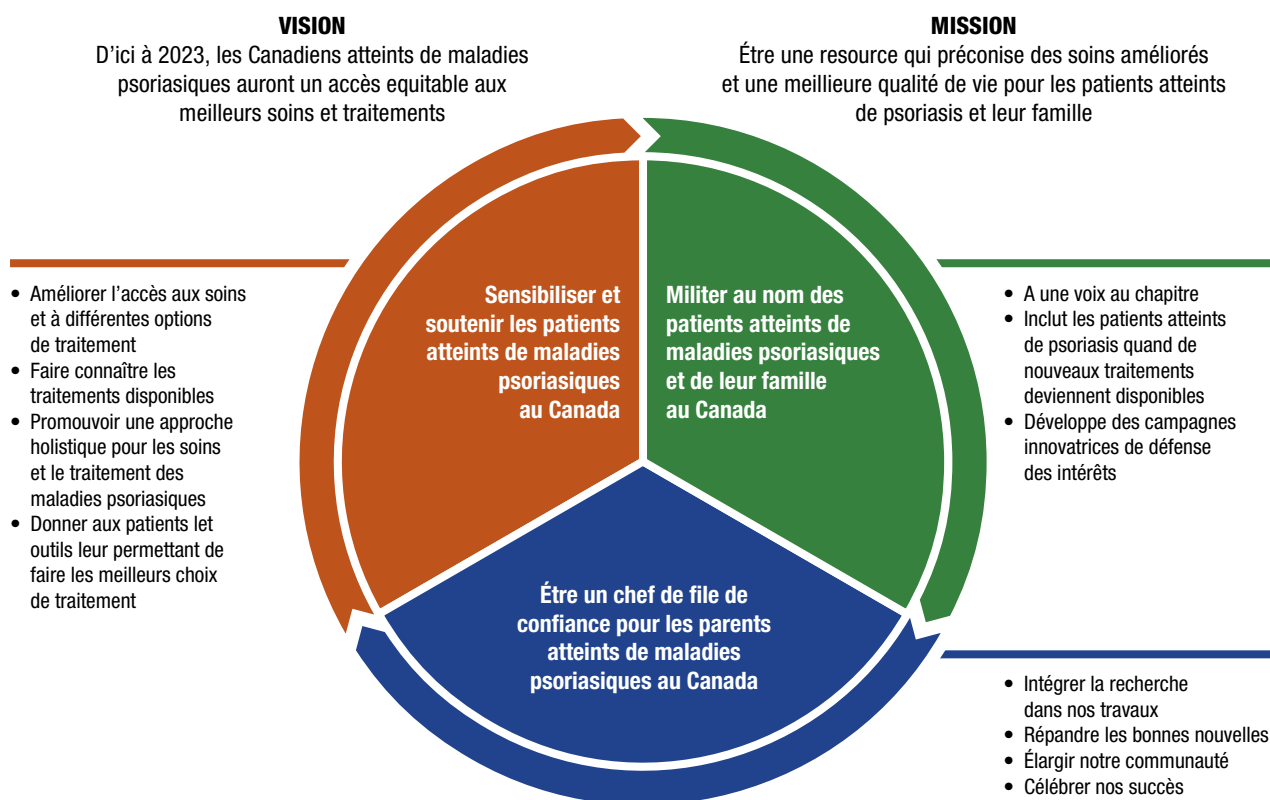 VISION
D'ici à 2023, les Canadiens atteints de maladies
psoriasiques auront un accès equitable aux
meilleurs soins et traitements
MISSION
Étre une resource qui préconise des soins améliorés
et une meillieure qualité de vie pour les patients atteints
de psoriasis et leur famille
Sensibiliser et
soutenir les patients
atteints de maladies
psoriasiques
au Canada
Militer au nom des
patients atteints de
maladies psoriasiques
et de leur famille
au Canada
Étre un chef de file de
confiance pour les parents
atteints de maladies
psoriasiques au Canada
• Améliorer l'accès aux soins
et à différentes options
de traitement
• Faire connaître les
traitements disponibles
• Promouvoir une approche
holistique pour les soins
et le traitement des
maladies psoriasiques
• Donner aux patients let
outils leur permettant de
faire les meilleurs choix
de traitement
• A une voix au chapitre
• Inclut les patients atteints
de psoriasis quand de
nouveaux traitements
deviennent disponibles
• Développe des campagnes
innovatrices de défense
des intérêts
• Intégrer la recherche
dans nos travaux
• Répandre les bonnes nouvelles
• Élargir notre communauté
• Célébrer nos succès